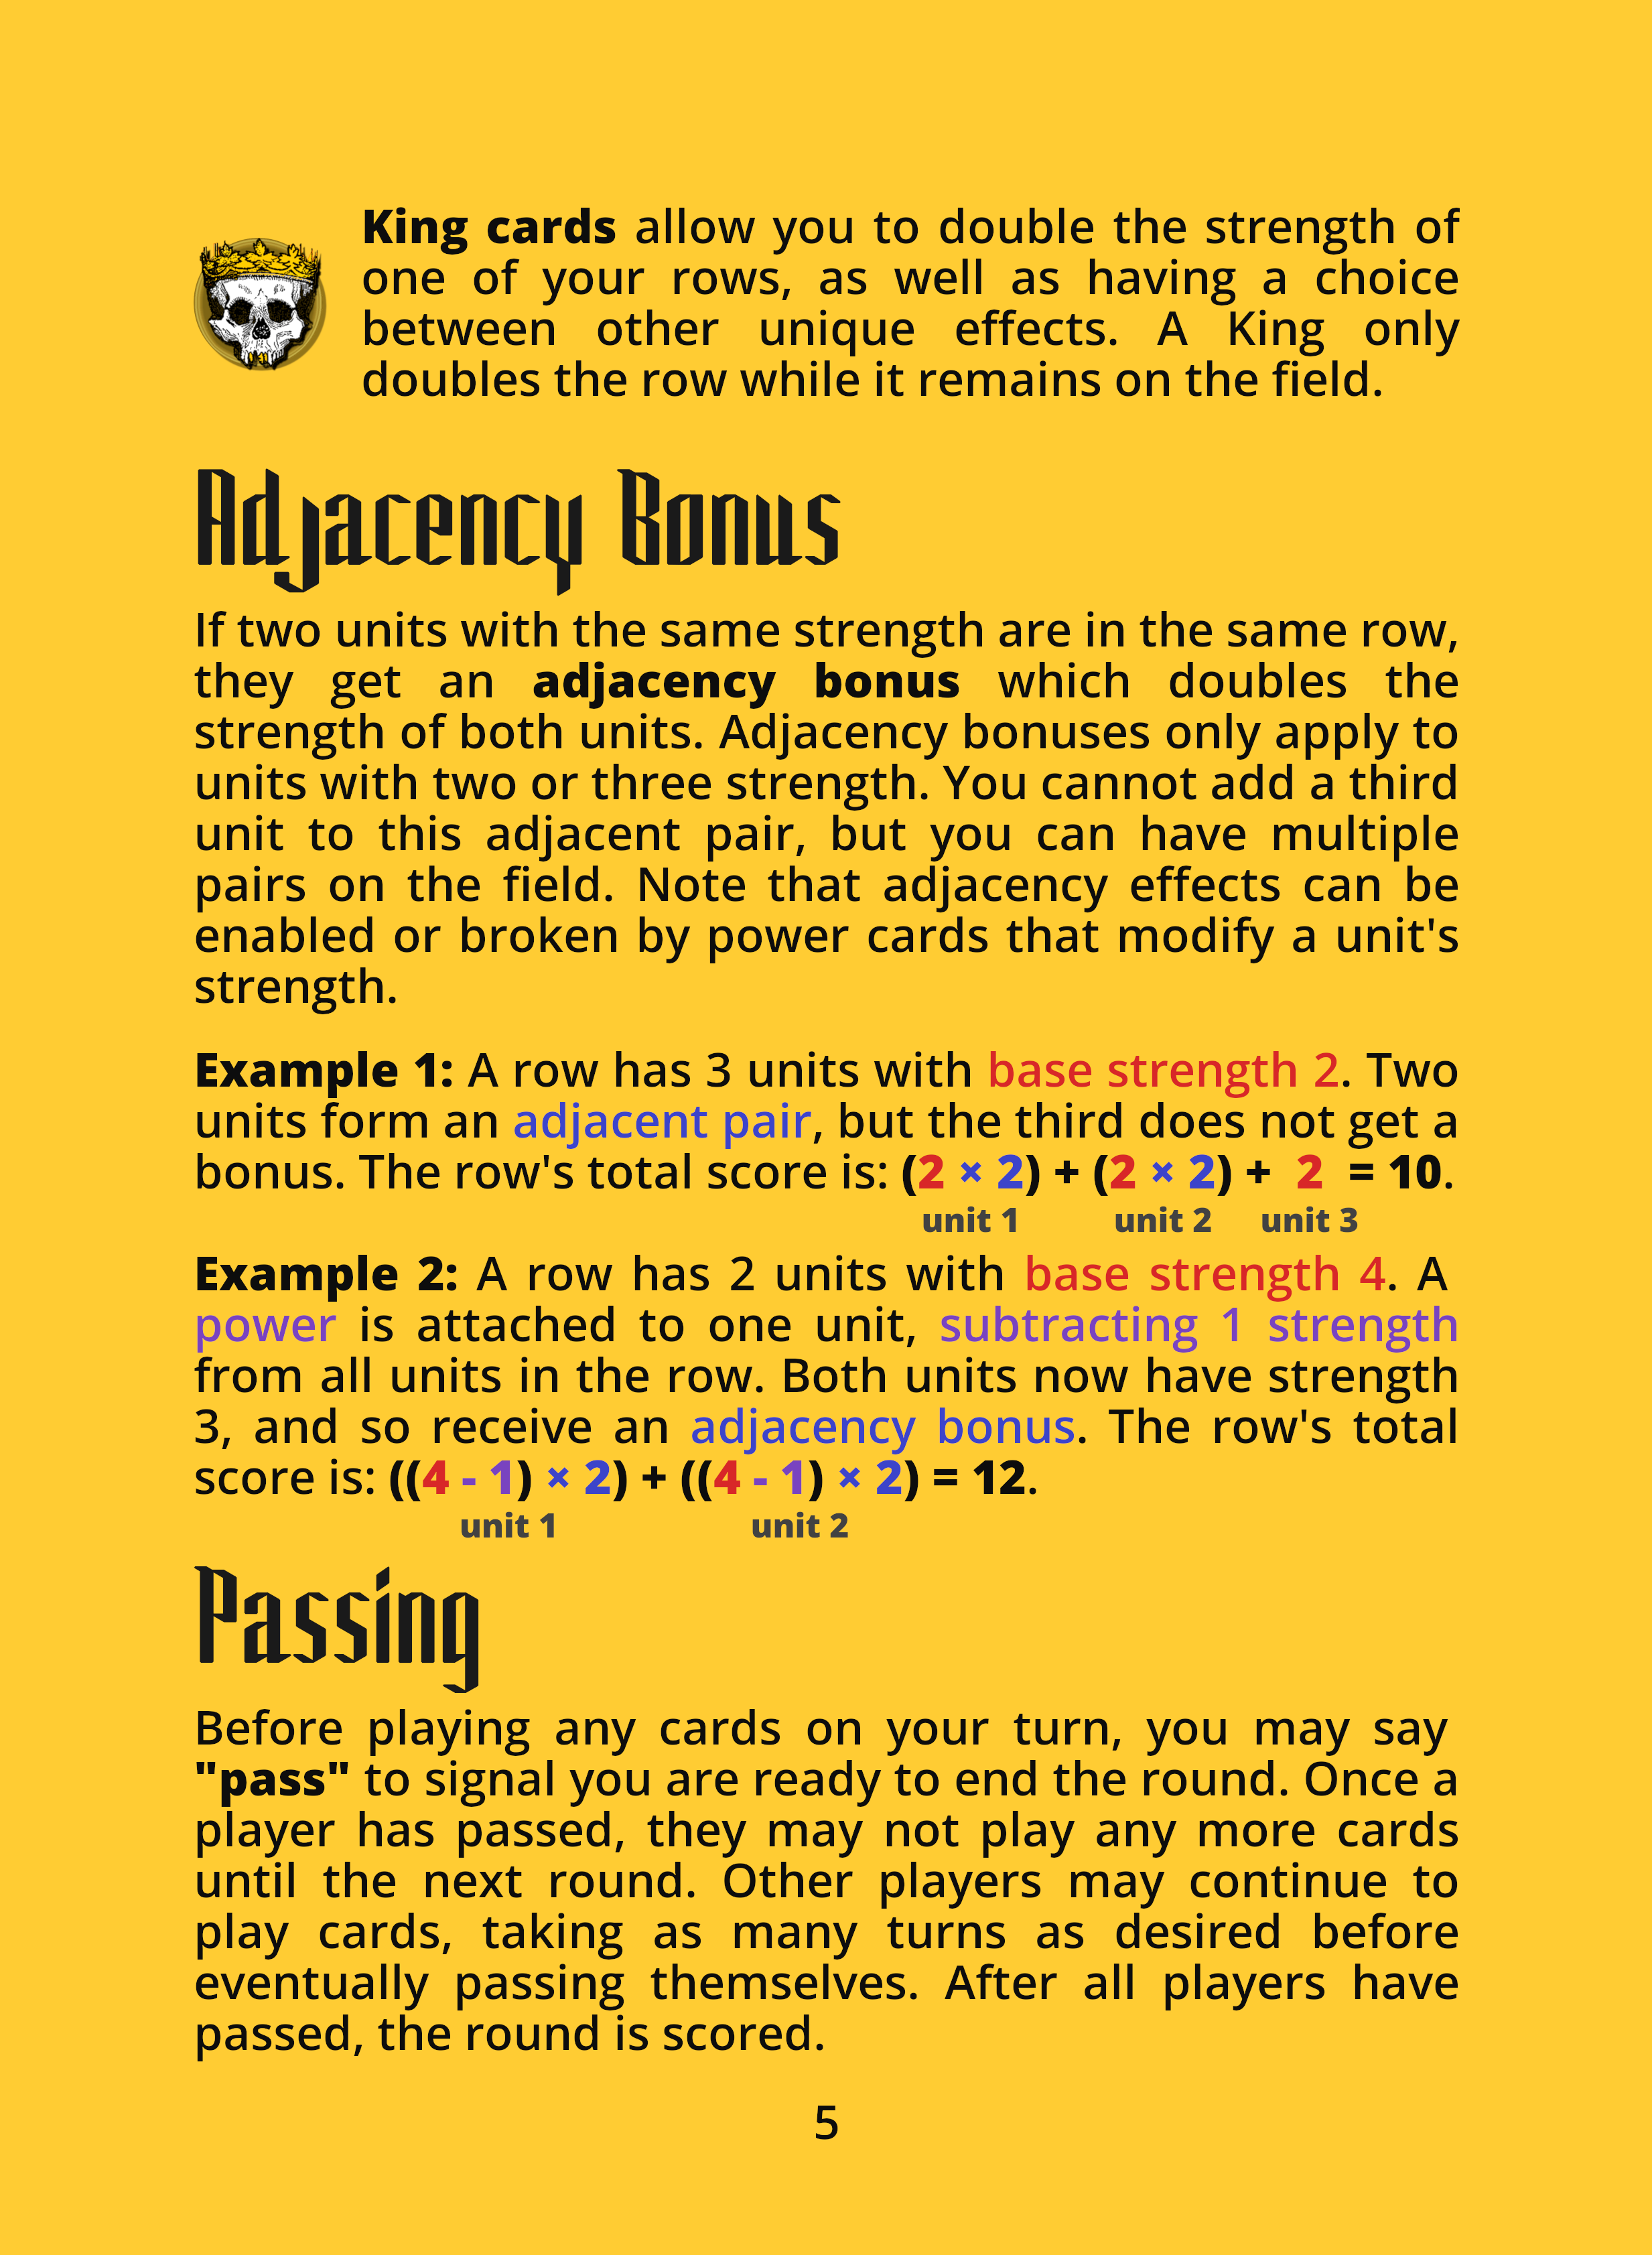 King cards allow you to double the strength of
one of your rows, as well as having a choice
between other unique effects. A King only
doubles the row while it remains on the field.
Adjacency Bonus
If two units with the same strength are in the same row,
they get an adjacency bonus which doubles the
strength of both units. Adjacency bonuses only apply to
units with two or three strength. You cannot add a third
unit to this adjacent pair, but you can have multiple
pairs on the field. Note that adjacency effects can be
enabled or broken by power cards that modify a unit's
strength.
Example 1: A row has 3 units with base strength 2. Two
units form an adjacent pair, but the third does not get a
bonus. The row's total score is: (2 × 2) + (2 × 2) + 2 = 10.
unit 1 unit 2 unit 3
Example 2: A row has 2 units with base strength 4. A
power is attached to one unit, subtracting 1 strength
from all units in the row. Both units now have strength
3, and so receive an adjacency bonus. The row's total
score is: ((4 - 1) × 2) + ((4 - 1) × 2) = 12.
unit 1 unit 2
Passing
Before playing any cards on your turn, you may say
"pass" to signal you are ready to end the round. Once a
player has passed, they may not play any more cards
until the next round. Other players may continue to
play cards, taking as many turns as desired before
eventually passing themselves. After all players have
passed, the round is scored.
5